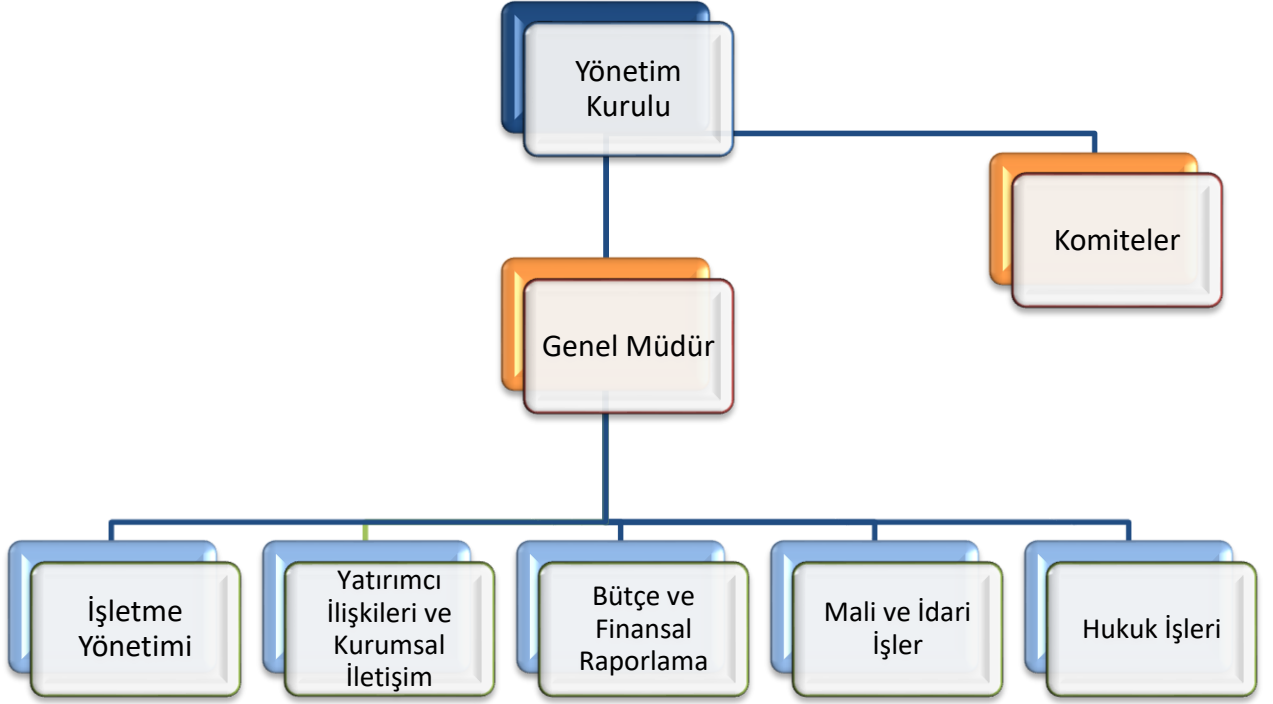 Yönetim
Kurulu
Komiteler
Genel Müdür
İşletme
Yönetimi
Yatırımcı
İlişkileri ve
Kurumsal
İletişim
Bütçe ve
Finansal
Raporlama
Mali ve İdari
İşler
Hukuk İşleri